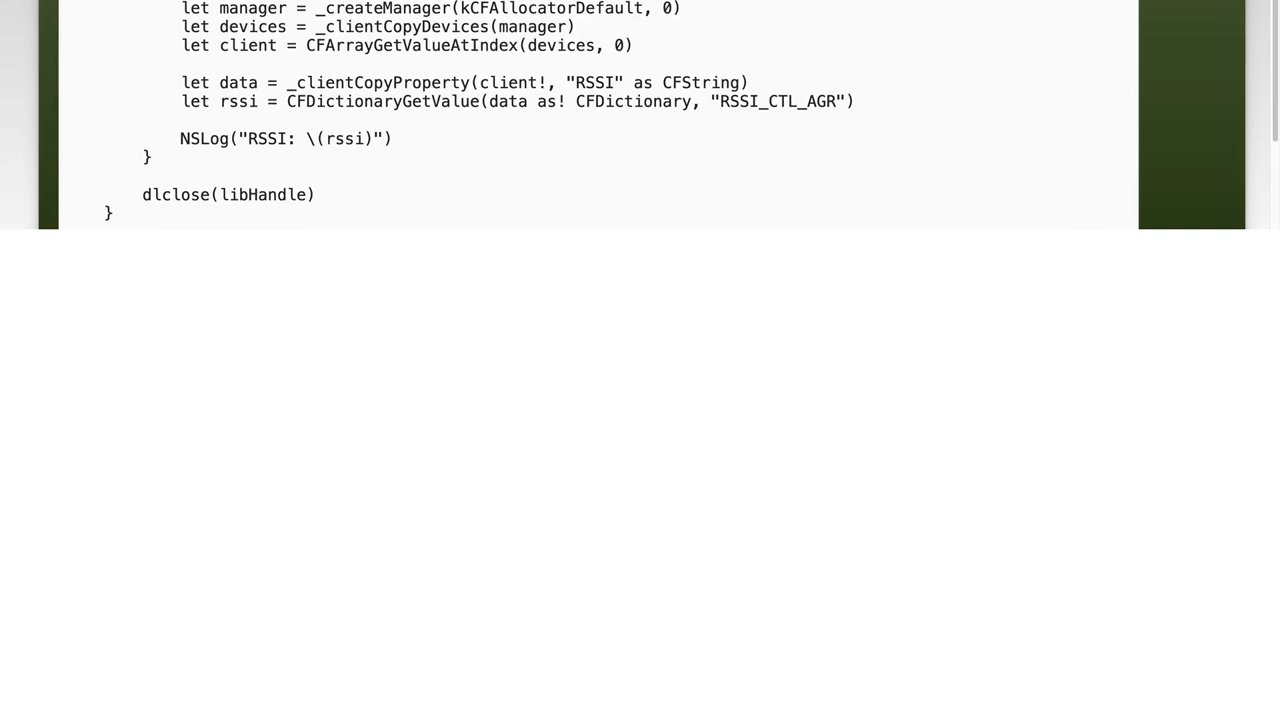 let manager = _createManager(kCFAllocatorDefault, 0)
let devices = _clientCopyDevices(manager)
let client = CFArrayGetValueAtIndex(devices, 0)
let data = _clientCopyProperty(client!, "RSSI" as CFString)
let rssi = CFDictionaryGetValue(data as! CFDictionary, "RSSI_CTL_AGR")
NSLog("RSSI: \(rssi)")
}
dlclose(libHandle)
}